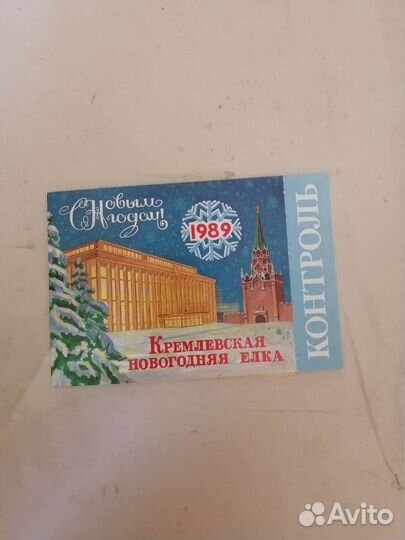 С Новым
годом!
1989
Кремлевская
новогодняя елка
КОНТРОЛЬ
Avito